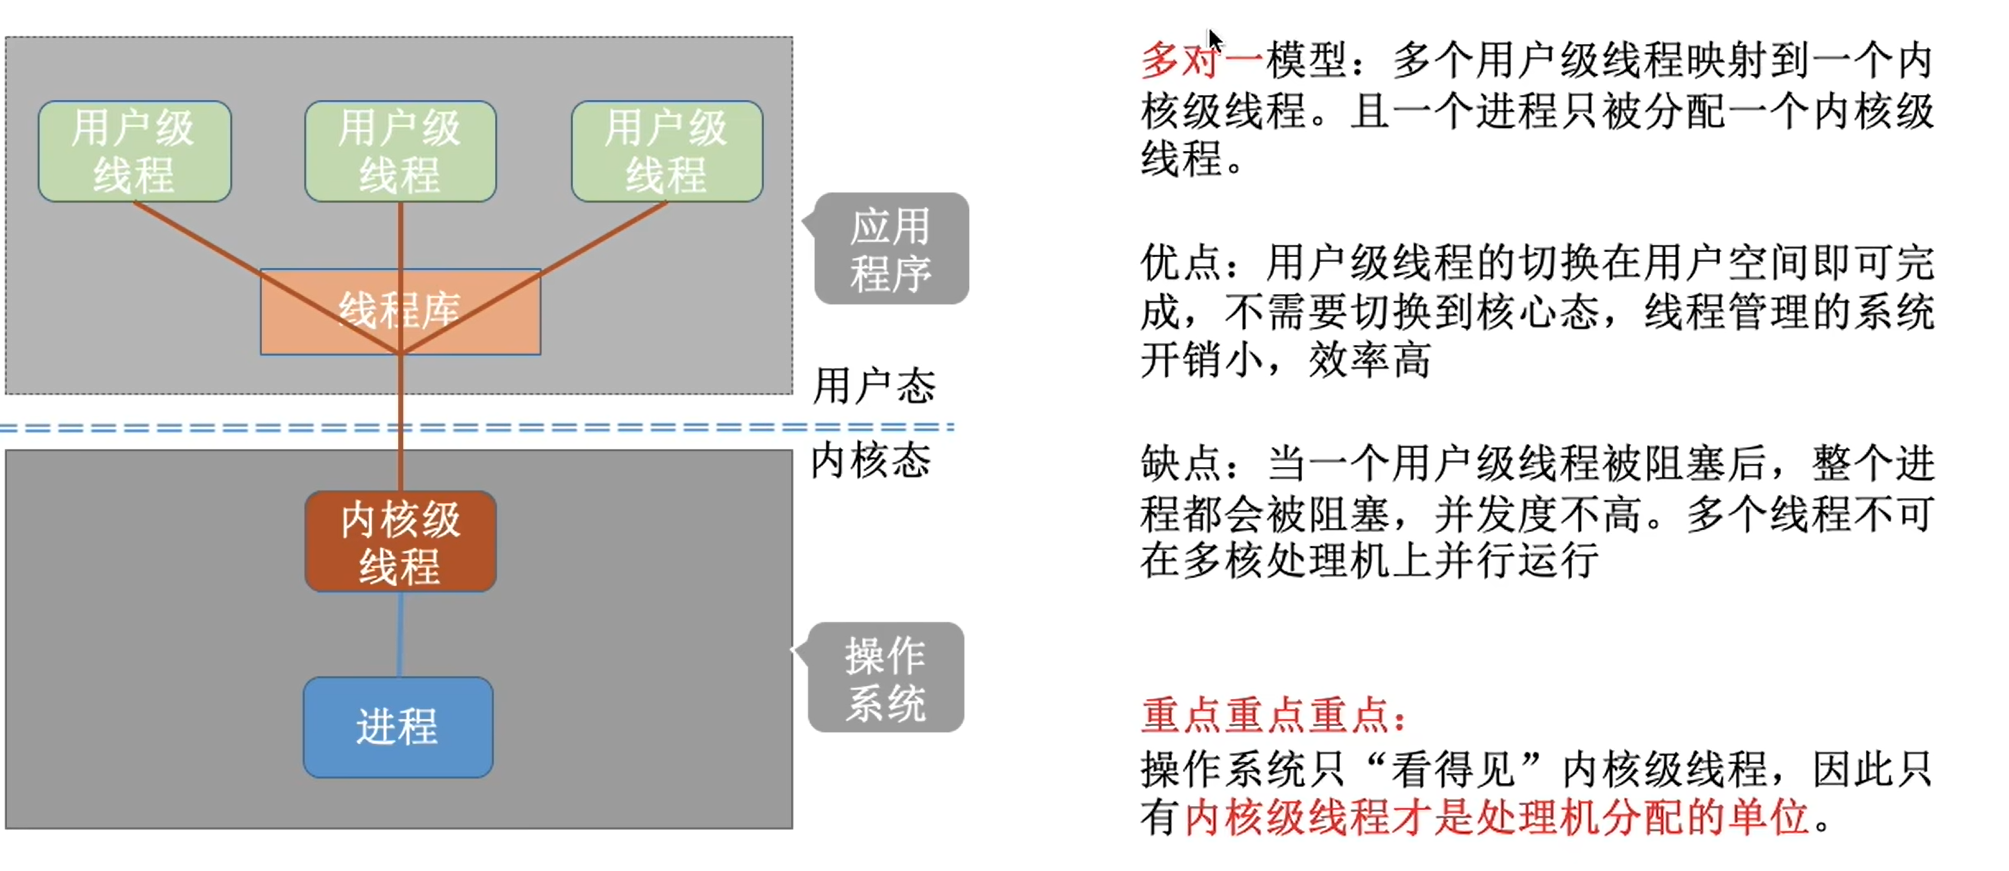 用户级
线程
用户级
线程
用户级
线程
线程库
应用
程序
用户态
内核态
内核级
线程
进程
操作
系统
多对一模型：多个用户级线程映射到一个内
核级线程。且一个进程只被分配一个内核级
线程。
优点：用户级线程的切换在用户空间即可完
成，不需要切换到核心态，线程管理的系统
开销小，效率高
缺点：当一个用户级线程被阻塞后，整个进
程都会被阻塞，并发度不高。多个线程不可
在多核处理机上并行运行
重点重点重点：
操作系统只“看得见”内核级线程，因此只
有内核级线程才是处理机分配的单位。